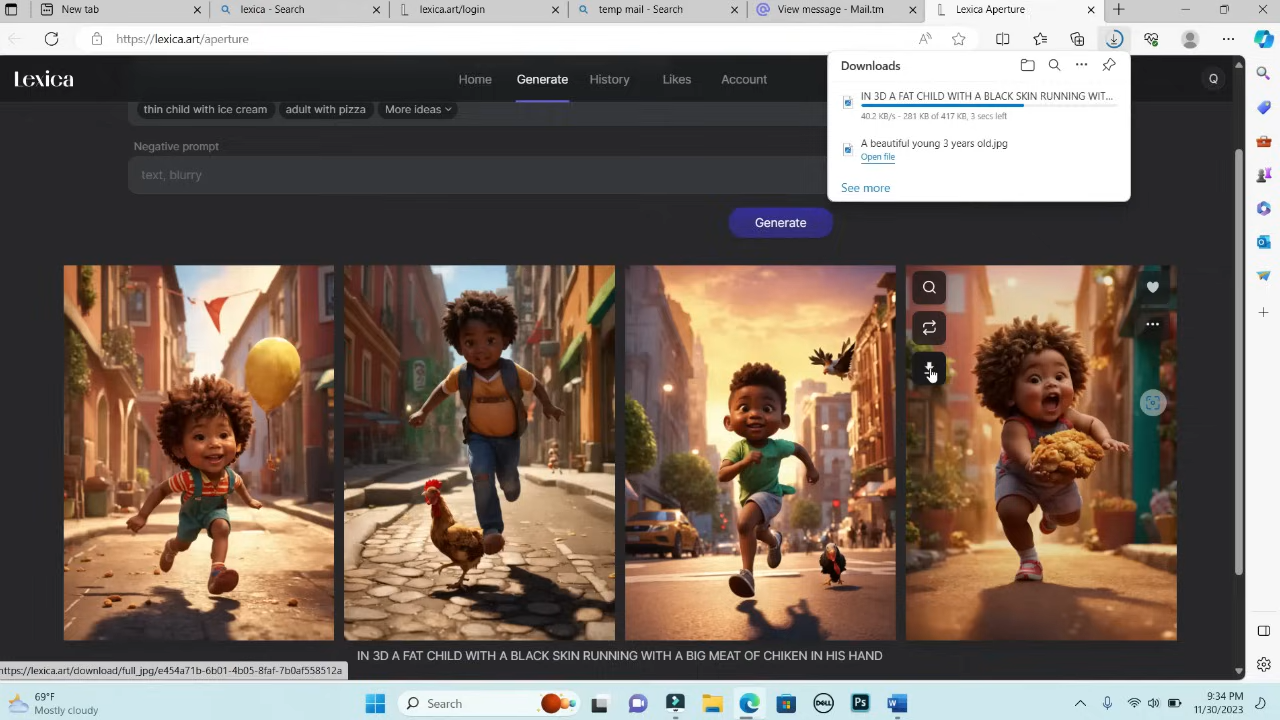 New tab
lexica - Search
lexica.art/login
temp mail - Search
View message - Mail.tm
Lexica Aperture
https://lexica.art/aperture
Lexica
Home
Generate
History
Likes
Account
Q
Downloads
IN 3D A FAT CHILD WITH A BLACK SKIN RUNNING WIT...
40.2 KB/s - 281 KB of 417 KB, 3 secs left
A beautiful young 3 years old.jpg
Open file
See more
thin child with ice cream
adult with pizza
More ideas
Negative prompt
text, blurry
Generate
IN 3D A FAT CHILD WITH A BLACK SKIN RUNNING WITH A BIG MEAT OF CHIKEN IN HIS HAND
https://lexica.art/download/full_jpg/e454a71b-6b01-4b05-8faf-7b0af558512a
69°F
Mostly cloudy
Search
DELL
Ps
W
9:34 PM
11/30/2023